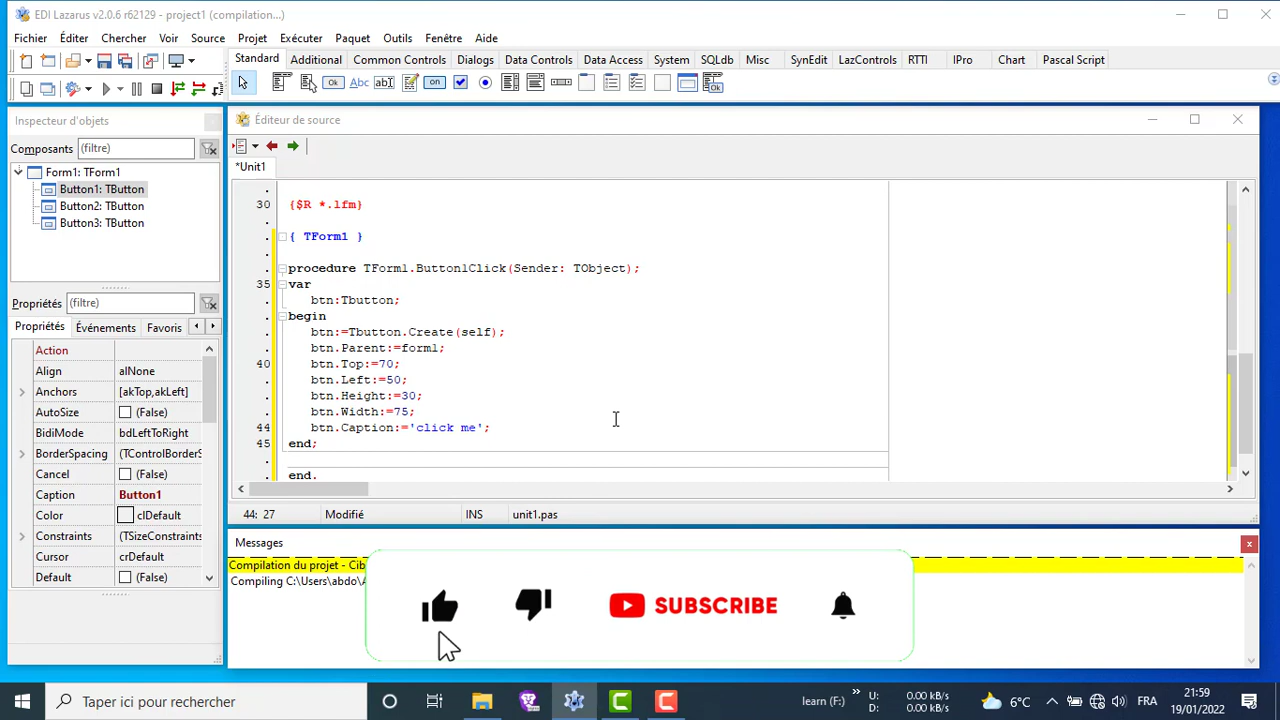 EDI Lazarus v2.0.6 r62129 - project1 (compilation...)
Fichier Éditer Chercher Voir Source Projet Exécuter Paquet Outils Fenêtre Aide
Standard Additional Common Controls Dialogs Data Controls Data Access System SQLdb Misc SynEdit LazControls RTTI IPro Chart Pascal Script
Ok Abc abI on Ok
Inspecteur d'objets
Composants (filtre)
Form1: TForm1
Button1: TButton
Button2: TButton
Button3: TButton
Propriétés (filtre)
Propriétés Événements Favoris
Action
Align alNone
Anchors [akTop,akLeft]
AutoSize (False)
BidiMode bdLeftToRight
BorderSpacing (TControlBorderS
Cancel (False)
Caption Button1
Color clDefault
Constraints (TSizeConstraints
Cursor crDefault
Default (False)
Éditeur de source
*Unit1
30 {$R *.lfm}
{ TForm1 }
procedure TForm1.Button1Click(Sender: TObject);
35 var
btn:Tbutton;
begin
btn:=Tbutton.Create(self);
btn.Parent:=form1;
40 btn.Top:=70;
btn.Left:=50;
btn.Height:=30;
btn.Width:=75;
44 btn.Caption:='click me';
45 end;
end.
44: 27 Modifié INS unit1.pas
Messages
Compilation du projet - Cib
Compiling C:\Users\abdo\A
SUBSCRIBE
Taper ici pour rechercher
learn (F:)
U: 0.00 kB/s
D: 0.00 kB/s
6°C
FRA
21:59
19/01/2022